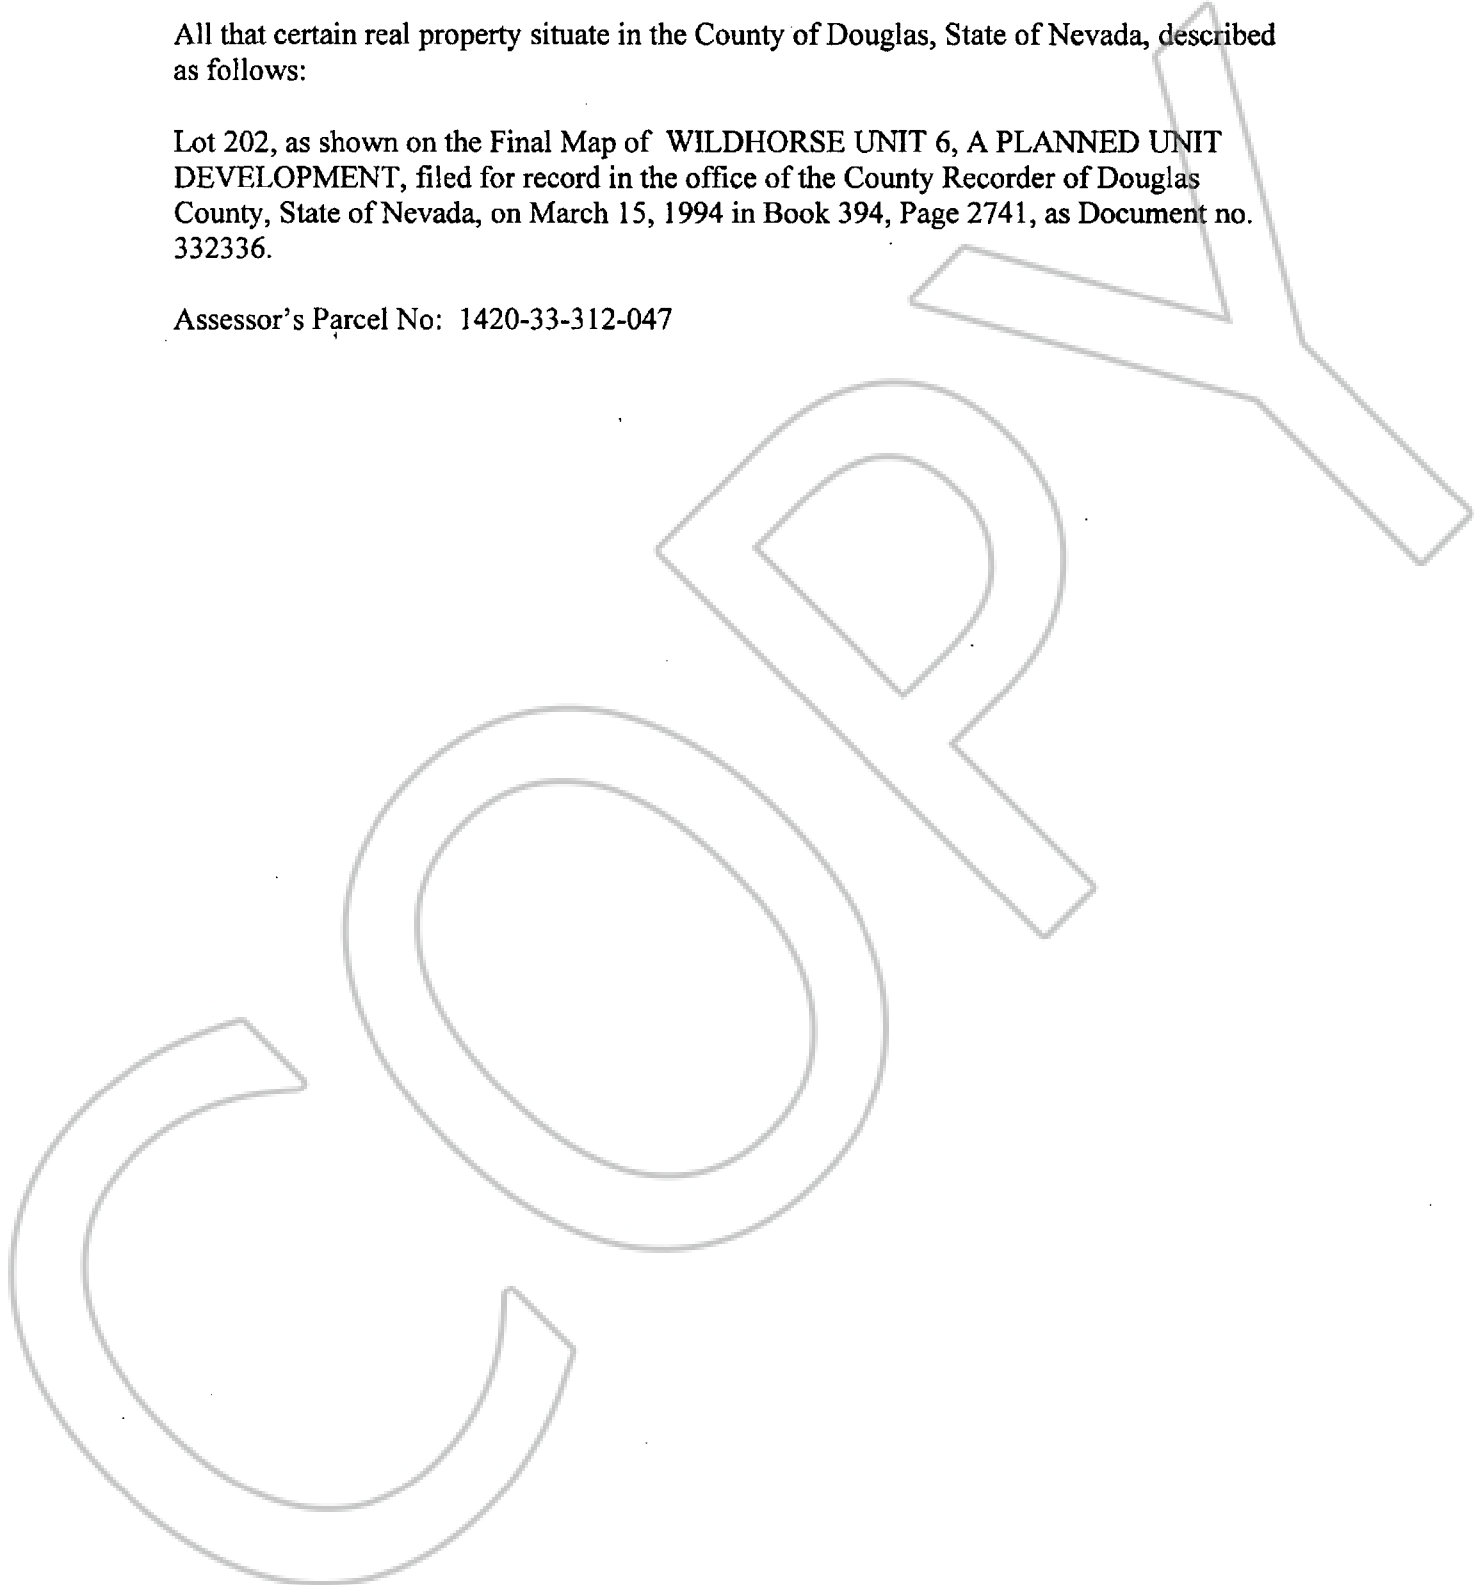 All that certain real property situate in the County of Douglas, State of Nevada, described
as follows:
Lot 202, as shown on the Final Map of WILDHORSE UNIT 6, A PLANNED UNIT
DEVELOPMENT, filed for record in the office of the County Recorder of Douglas
County, State of Nevada, on March 15, 1994 in Book 394, Page 2741, as Document no.
332336.
Assessor's Parcel No: 1420-33-312-047
COPY